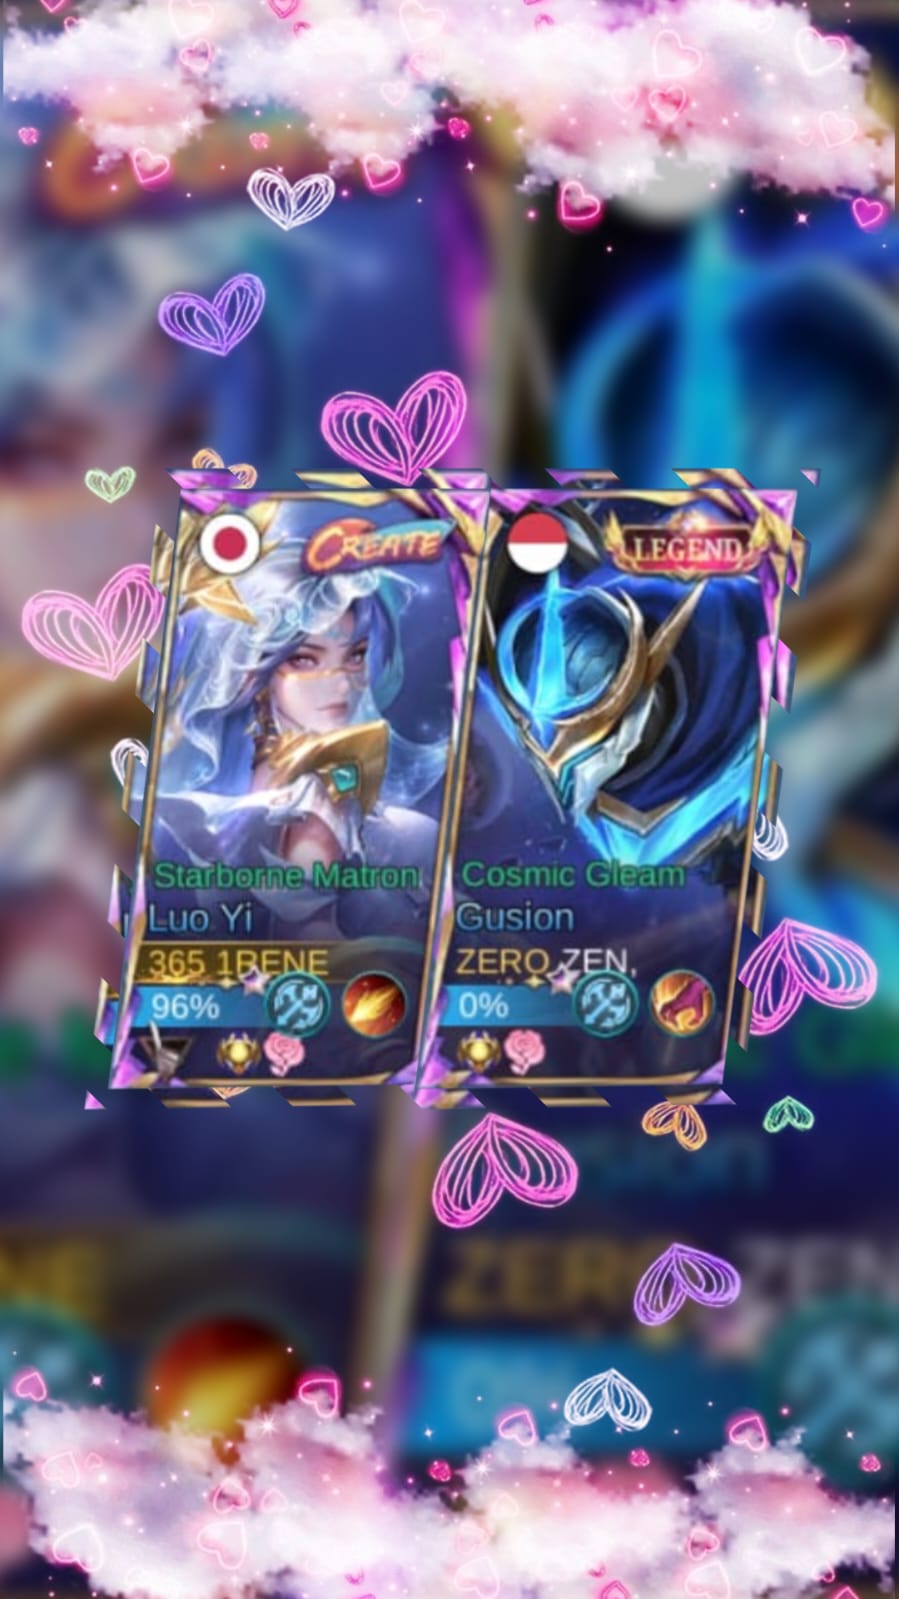 CREATE
Starborne Matron
Luo Yi
365 1RENE
96%
LEGEND
Cosmic Gleam
Gusion
ZERO ZEN,
0%